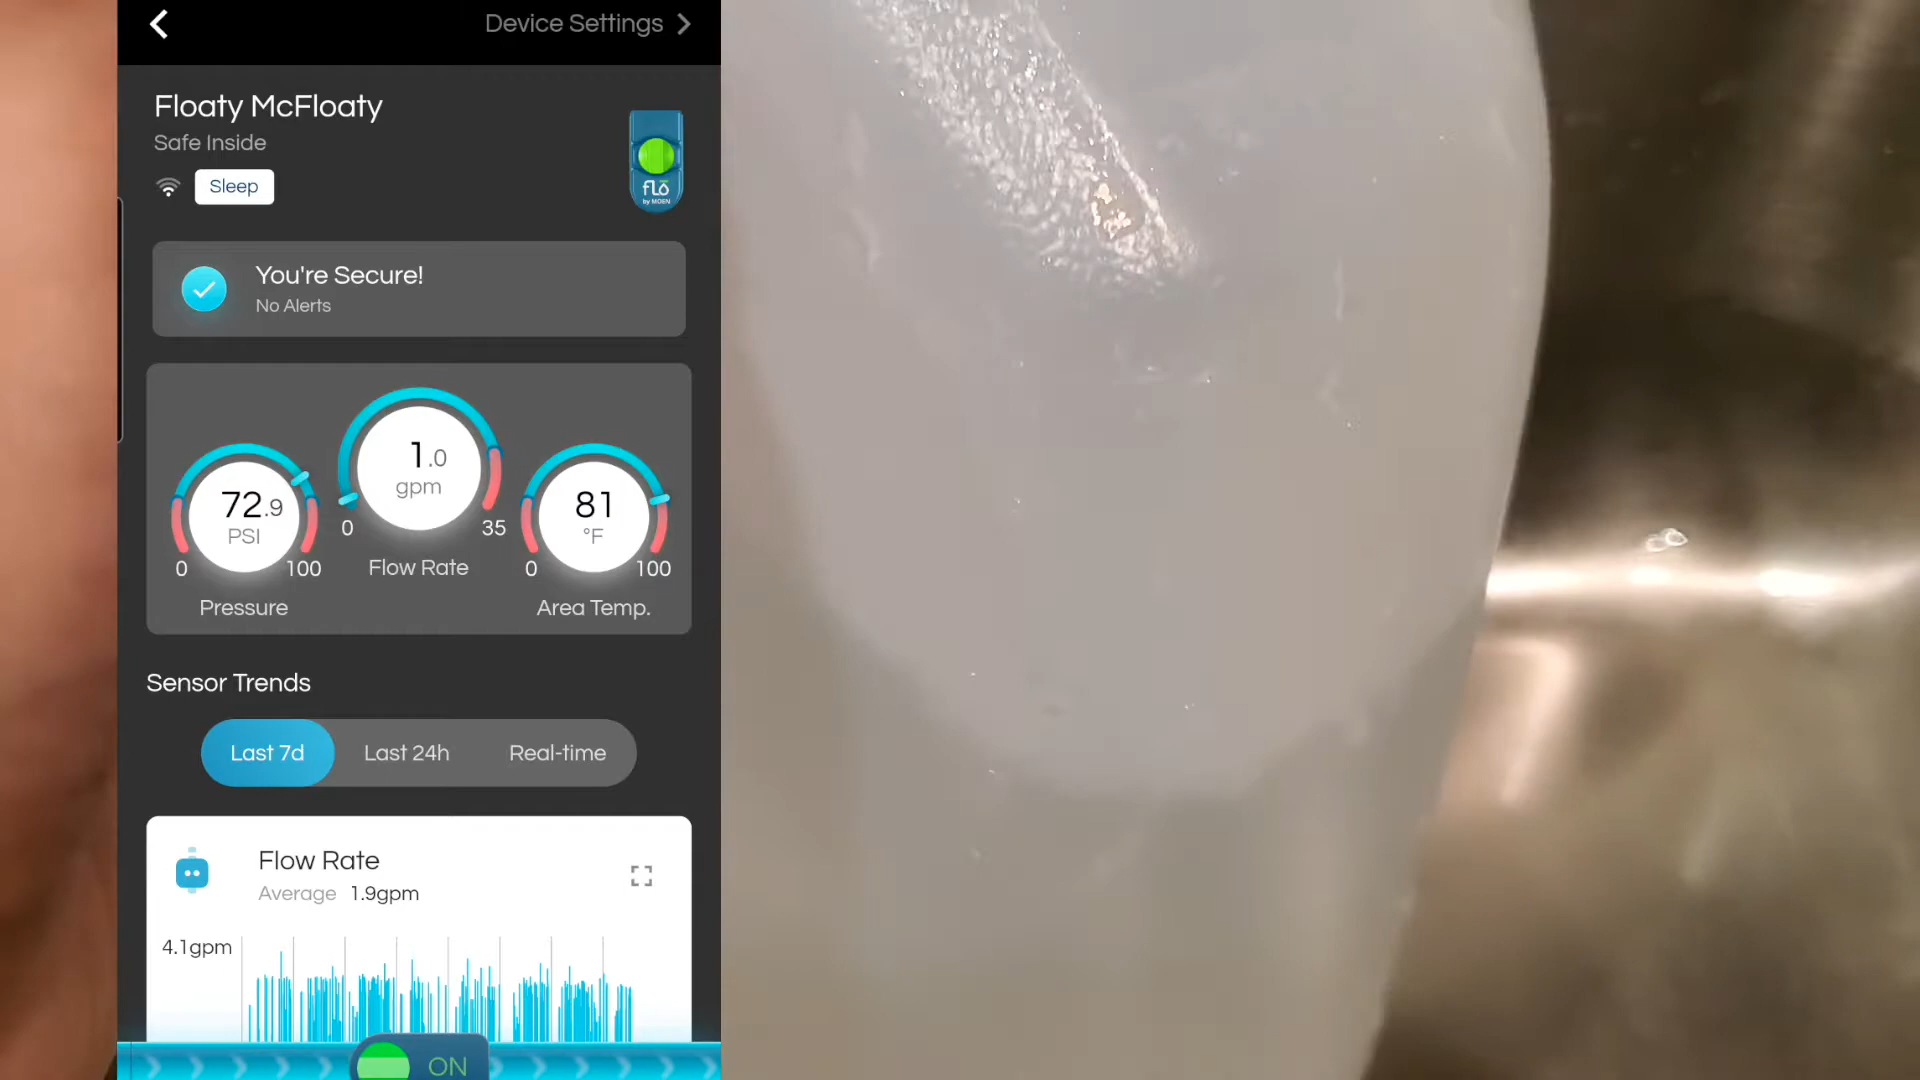 Device Settings
Floaty McFloaty
Safe Inside
Sleep
flo
by MOEN
You're Secure!
No Alerts
72.9
PSI
0
100
Pressure
1.0
gpm
0
35
Flow Rate
81
°F
0
100
Area Temp.
Sensor Trends
Last 7d
Last 24h
Real-time
Flow Rate
Average 1.9gpm
4.1gpm
ON